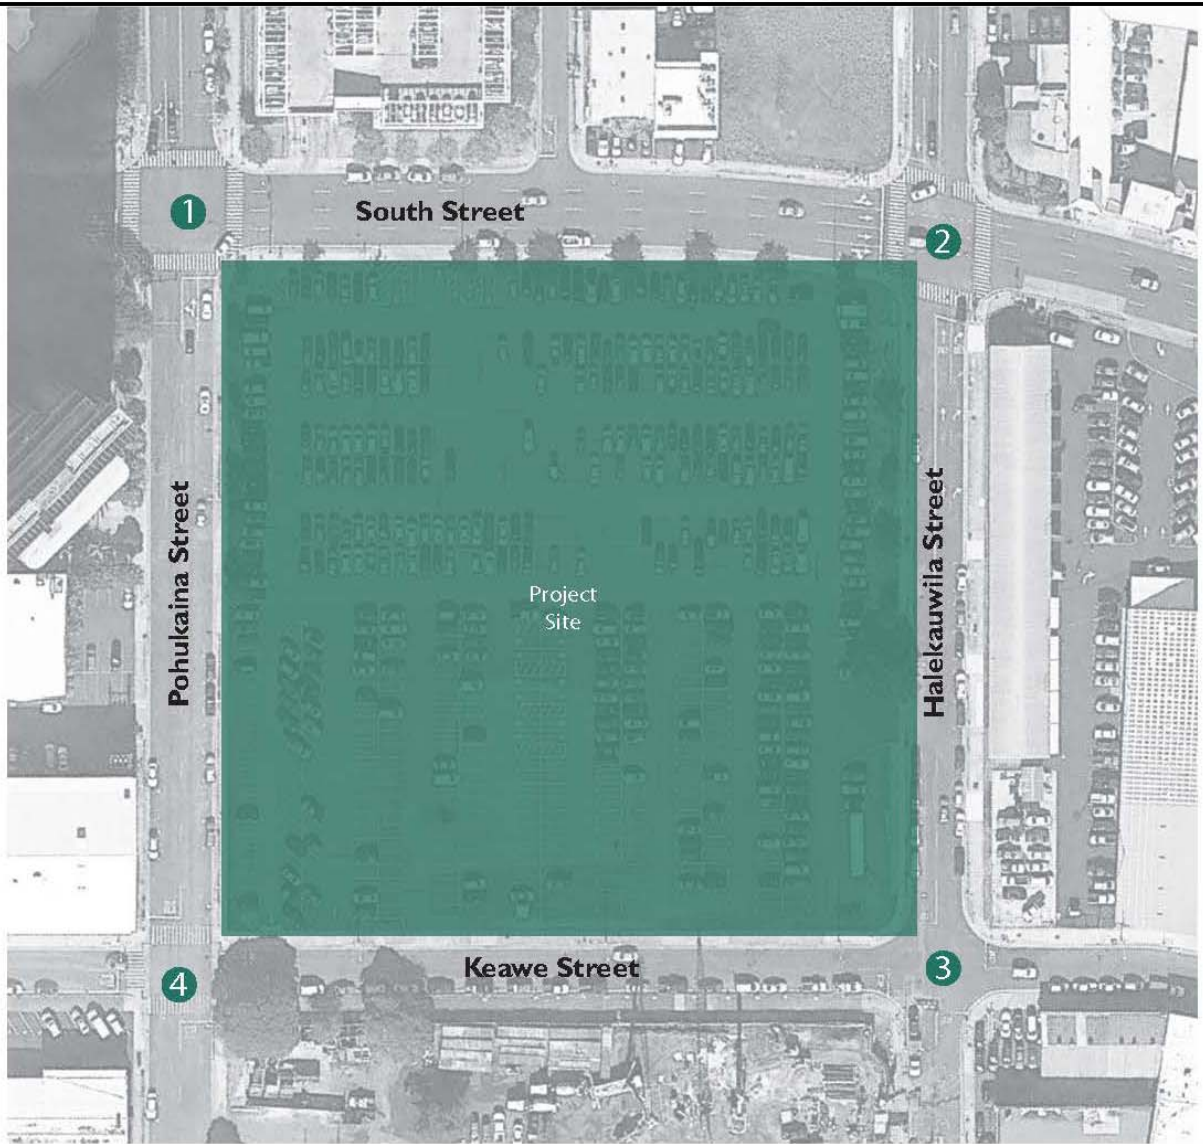 1
South Street
2
Pohukaina Street
Project
Site
Halekauwila Street
4
Keawe Street
3